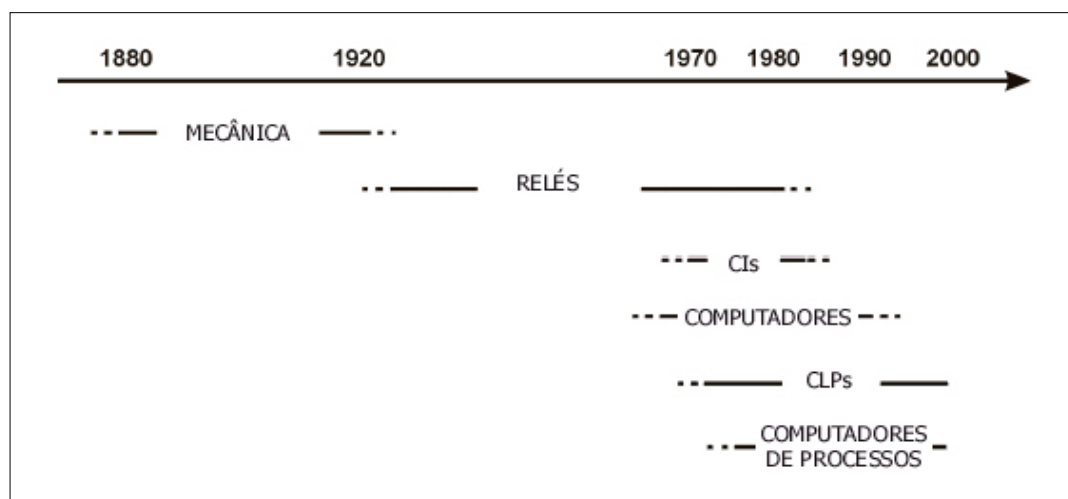 1880 1920 1970 1980 1990 2000
MECÂNICA
RELÉS
CIs
COMPUTADORES
CLPs
COMPUTADORES
DE PROCESSOS